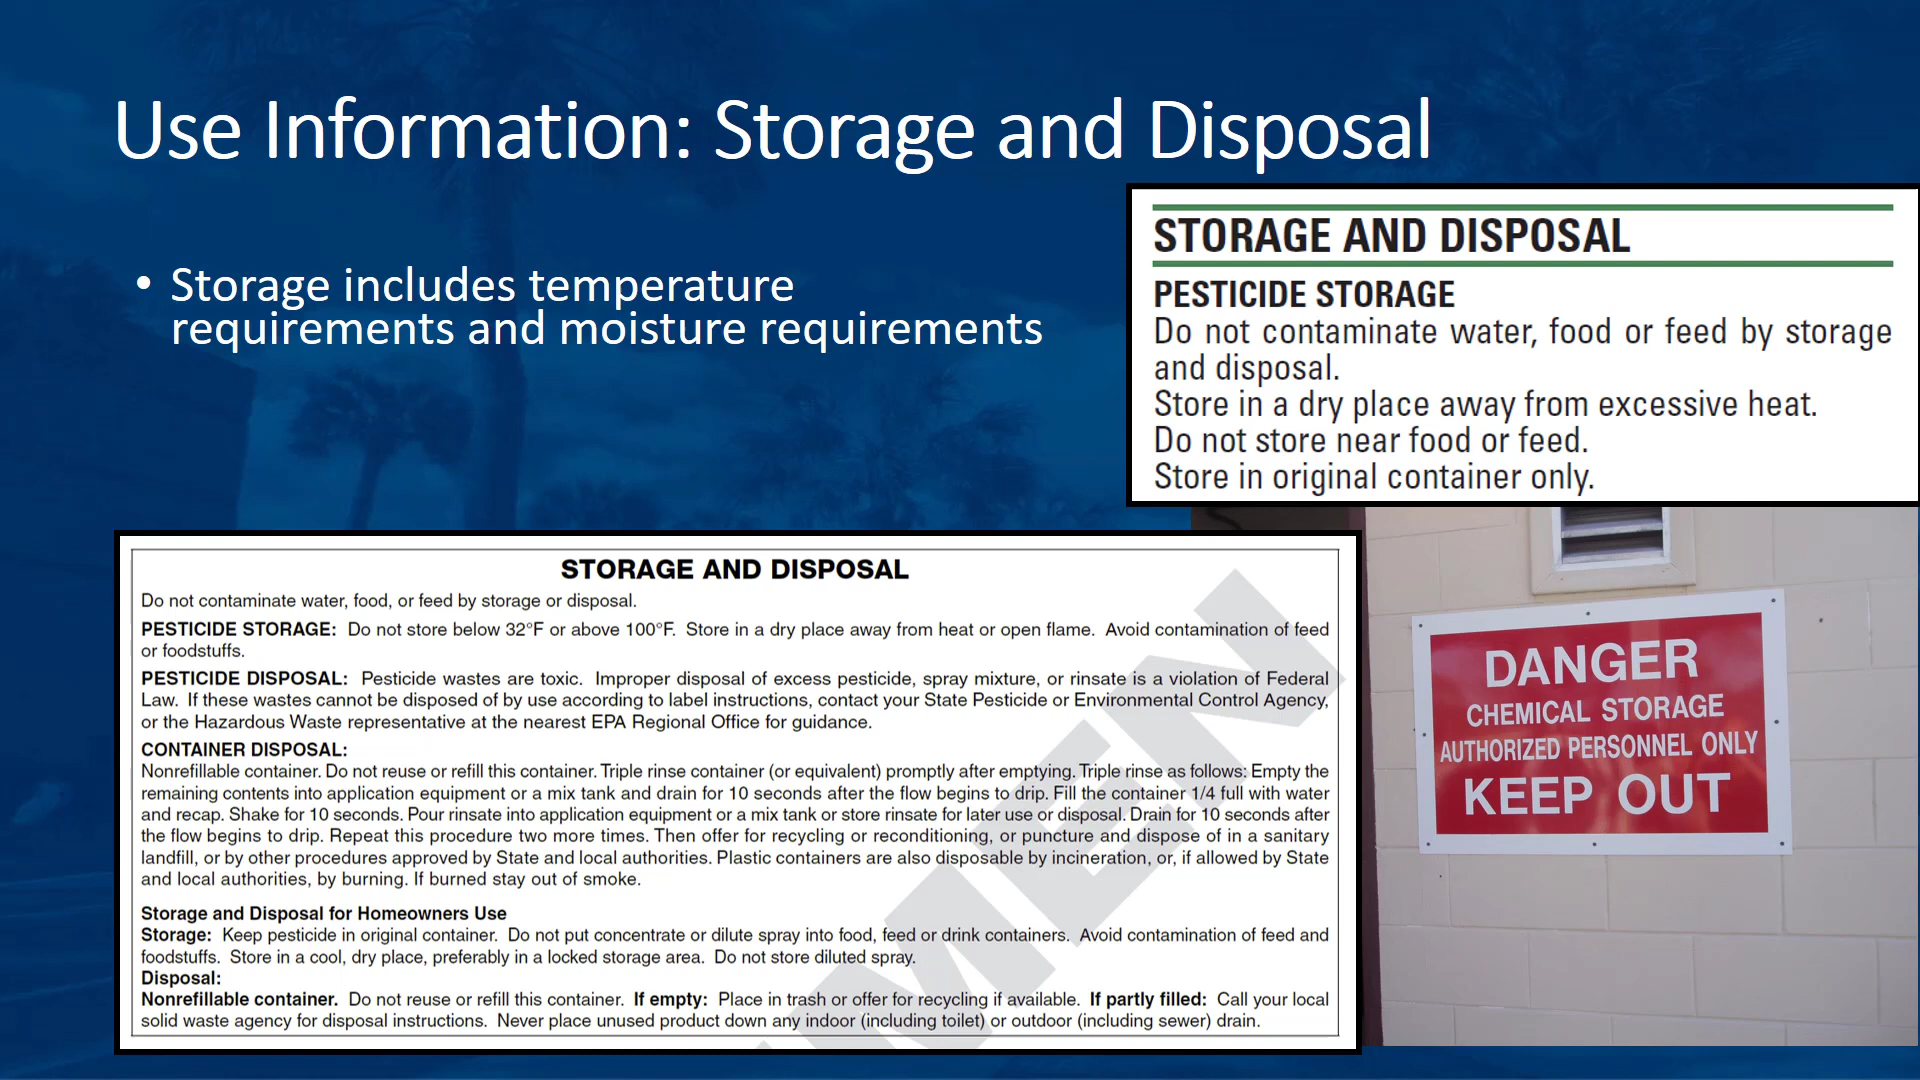 Use Information: Storage and Disposal
• Storage includes temperature
requirements and moisture requirements
STORAGE AND DISPOSAL
PESTICIDE STORAGE
Do not contaminate water, food or feed by storage
and disposal.
Store in a dry place away from excessive heat.
Do not store near food or feed.
Store in original container only.
STORAGE AND DISPOSAL
Do not contaminate water, food, or feed by storage or disposal.
PESTICIDE STORAGE: Do not store below 32°F or above 100°F. Store in a dry place away from heat or open flame. Avoid contamination of feed
or foodstuffs.
PESTICIDE DISPOSAL: Pesticide wastes are toxic. Improper disposal of excess pesticide, spray mixture, or rinsate is a violation of Federal
Law. If these wastes cannot be disposed of by use according to label instructions, contact your State Pesticide or Environmental Control Agency,
or the Hazardous Waste representative at the nearest EPA Regional Office for guidance.
CONTAINER DISPOSAL:
Nonrefillable container. Do not reuse or refill this container. Triple rinse container (or equivalent) promptly after emptying. Triple rinse as follows: Empty the
remaining contents into application equipment or a mix tank and drain for 10 seconds after the flow begins to drip. Fill the container 1/4 full with water
and recap. Shake for 10 seconds. Pour rinsate into application equipment or a mix tank or store rinsate for later use or disposal. Drain for 10 seconds after
the flow begins to drip. Repeat this procedure two more times. Then offer for recycling or reconditioning, or puncture and dispose of in a sanitary
landfill, or by other procedures approved by State and local authorities. Plastic containers are also disposable by incineration, or, if allowed by State
and local authorities, by burning. If burned stay out of smoke.
Storage and Disposal for Homeowners Use
Storage: Keep pesticide in original container. Do not put concentrate or dilute spray into food, feed or drink containers. Avoid contamination of feed and
foodstuffs. Store in a cool, dry place, preferably in a locked storage area. Do not store diluted spray.
Disposal:
Nonrefillable container. Do not reuse or refill this container. If empty: Place in trash or offer for recycling if available. If partly filled: Call your local
solid waste agency for disposal instructions. Never place unused product down any indoor (including toilet) or outdoor (including sewer) drain.
MEN
DANGER
CHEMICAL STORAGE
AUTHORIZED PERSONNEL ONLY
KEEP OUT